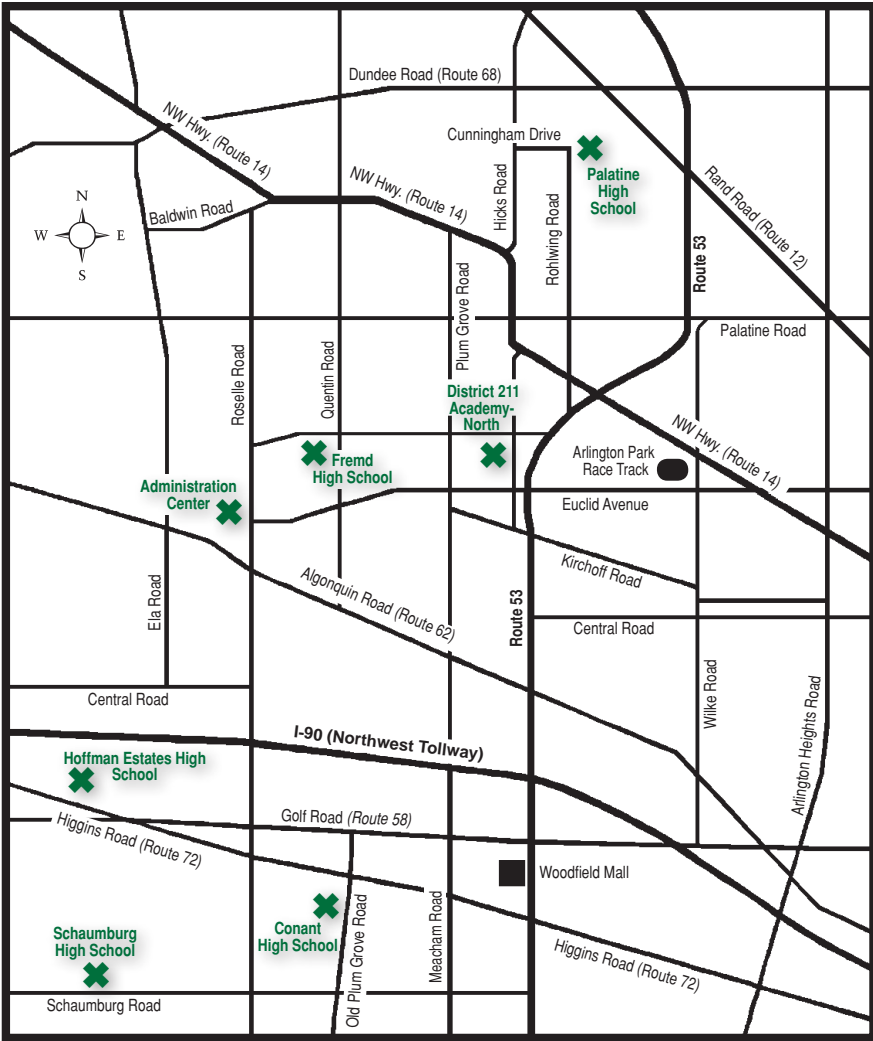 Dundee Road (Route 68)
NW Hwy. (Route 14)
Cunningham Drive
Palatine
High
School
NW Hwy. (Route 14)
Hicks Road
Rohlwing Road
Rand Road (Route 12)
N
W
E
S
Baldwin Road
Route 53
Plum Grove Road
Palatine Road
Roselle Road
Quentin Road
District 211
Academy-
North
NW Hwy. (Route 14)
Fremd
High School
Arlington Park
Race Track
Administration
Center
Euclid Avenue
Kirchoff Road
Algonquin Road (Route 62)
Ela Road
Route 53
Central Road
Central Road
Wilke Road
Arlington Heights Road
I-90 (Northwest Tollway)
Hoffman Estates High
School
Golf Road (Route 58)
Higgins Road (Route 72)
Woodfield Mall
Conant
High School
Old Plum Grove Road
Meacham Road
Schaumburg
High School
Higgins Road (Route 72)
Schaumburg Road